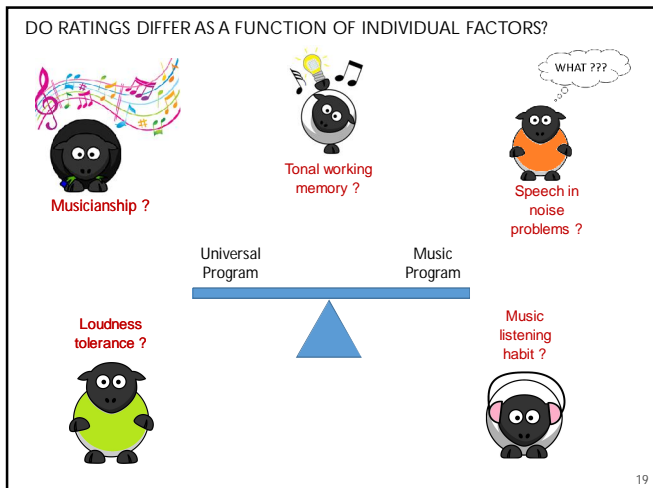 DO RATINGS DIFFER AS A FUNCTION OF INDIVIDUAL FACTORS?
WHAT ???
Musicianship ?
Tonal working
memory ?
Speech in
noise
problems ?
Universal
Program
Music
Program
Loudness
tolerance ?
Music
listening
habit ?
19